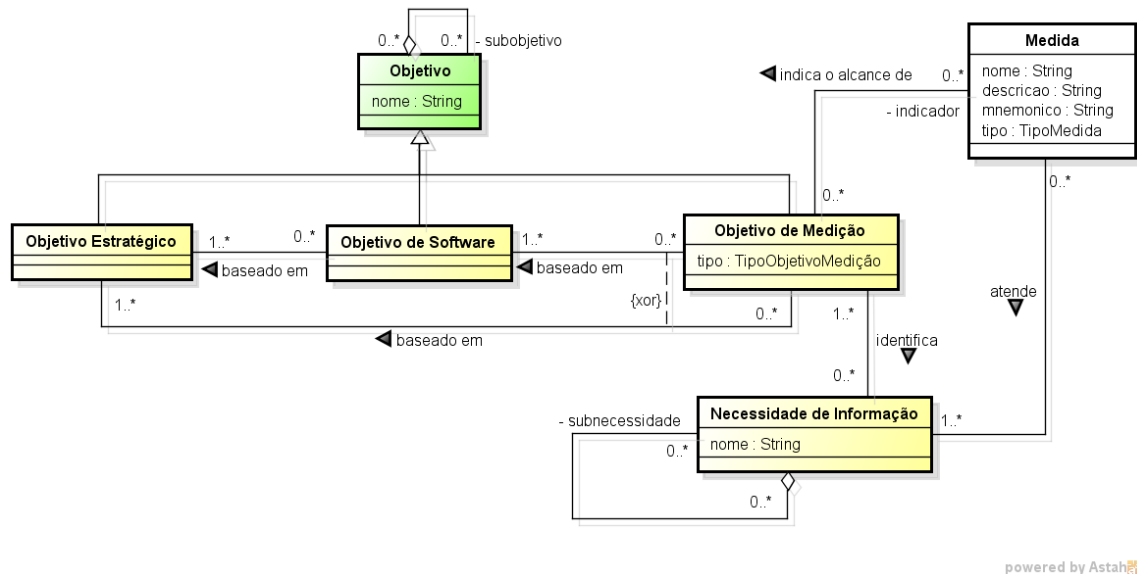 0..*
0..*
- subobjetivo
Objetivo
nome : String
Medida
nome : String
descricao : String
mnemonico : String
tipo : TipoMedida
indica o alcance de
0..*
- indicador
0..*
0..*
Objetivo Estratégico
1..*
0..*
baseado em
Objetivo de Software
1..*
0..*
baseado em
Objetivo de Medição
tipo : TipoObjetivoMedição
{xor}
1..*
0..*
baseado em
1..*
identifica
0..*
atende
Necessidade de Informação
nome : String
1..*
- subnecessidade
0..*
0..*
powered by Astah